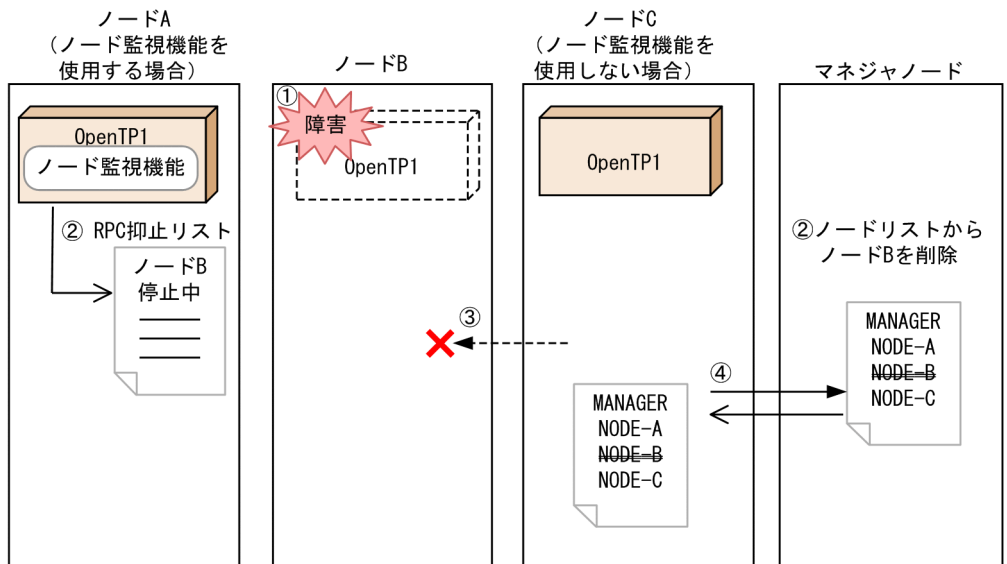 ノードA
（ノード監視機能を
使用する場合）
ノードB
ノードC
（ノード監視機能を
使用しない場合）
マネジャノード
①
障害
OpenTP1
ノード監視機能
OpenTP1
OpenTP1
② RPC抑止リスト
ノードB
停止中
②ノードリストから
ノードBを削除
③
④
MANAGER
NODE-A
NODE-B
NODE-C
MANAGER
NODE-A
NODE-B
NODE-C